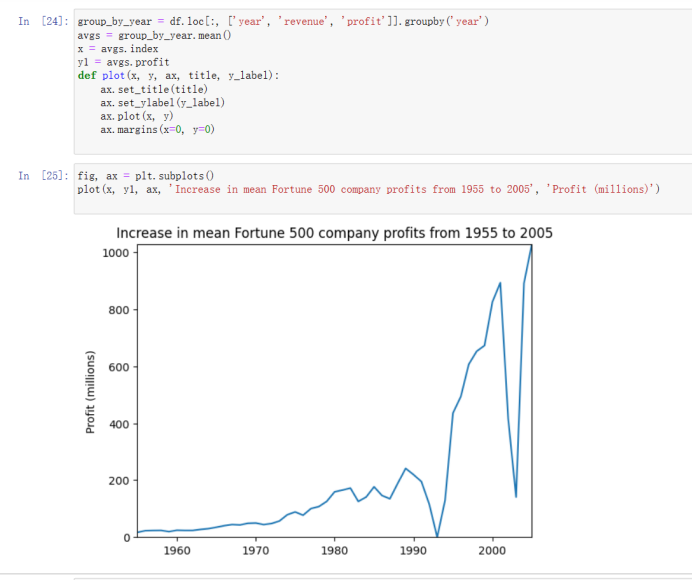 In [24]: group_by_year = df.loc[:, ['year', 'revenue', 'profit']].groupby('year')
avgs = group_by_year.mean()
x = avgs.index
y1 = avgs.profit
def plot(x, y, ax, title, y_label):
    ax.set_title(title)
    ax.set_ylabel(y_label)
    ax.plot(x, y)
    ax.margins(x=0, y=0)
In [25]: fig, ax = plt.subplots()
plot(x, y1, ax, 'Increase in mean Fortune 500 company profits from 1955 to 2005', 'Profit (millions)')
Increase in mean Fortune 500 company profits from 1955 to 2005
1000
800
600
400
200
0
Profit (millions)
1960 1970 1980 1990 2000